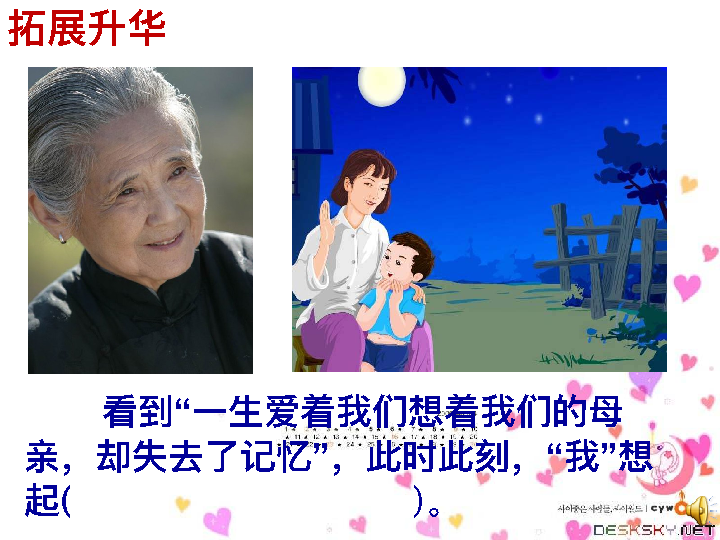 拓展升华
看到“一生爱着我们想着我们的母
亲，却失去了记忆”，此时此刻，“我”想
起(                    )。
DESKSKY.NET